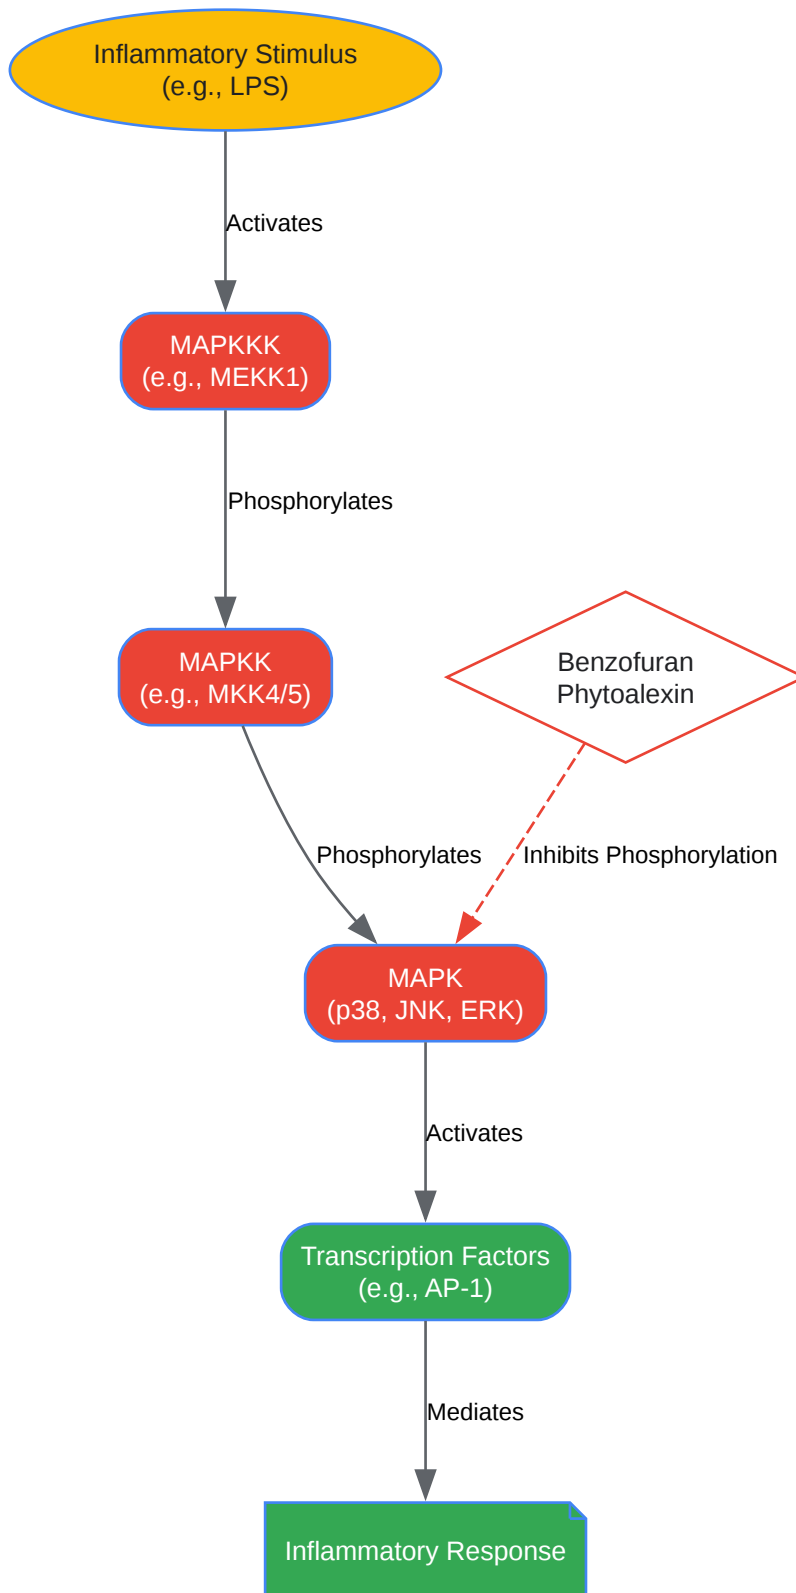 Inflammatory Stimulus
(e.g., LPS)
Activates
MAPKKK
(e.g., MEKK1)
Phosphorylates
MAPKK
(e.g., MKK4/5)
Benzofuran
Phytoalexin
Phosphorylates
Inhibits Phosphorylation
MAPK
(p38, JNK, ERK)
Activates
Transcription Factors
(e.g., AP-1)
Mediates
Inflammatory Response